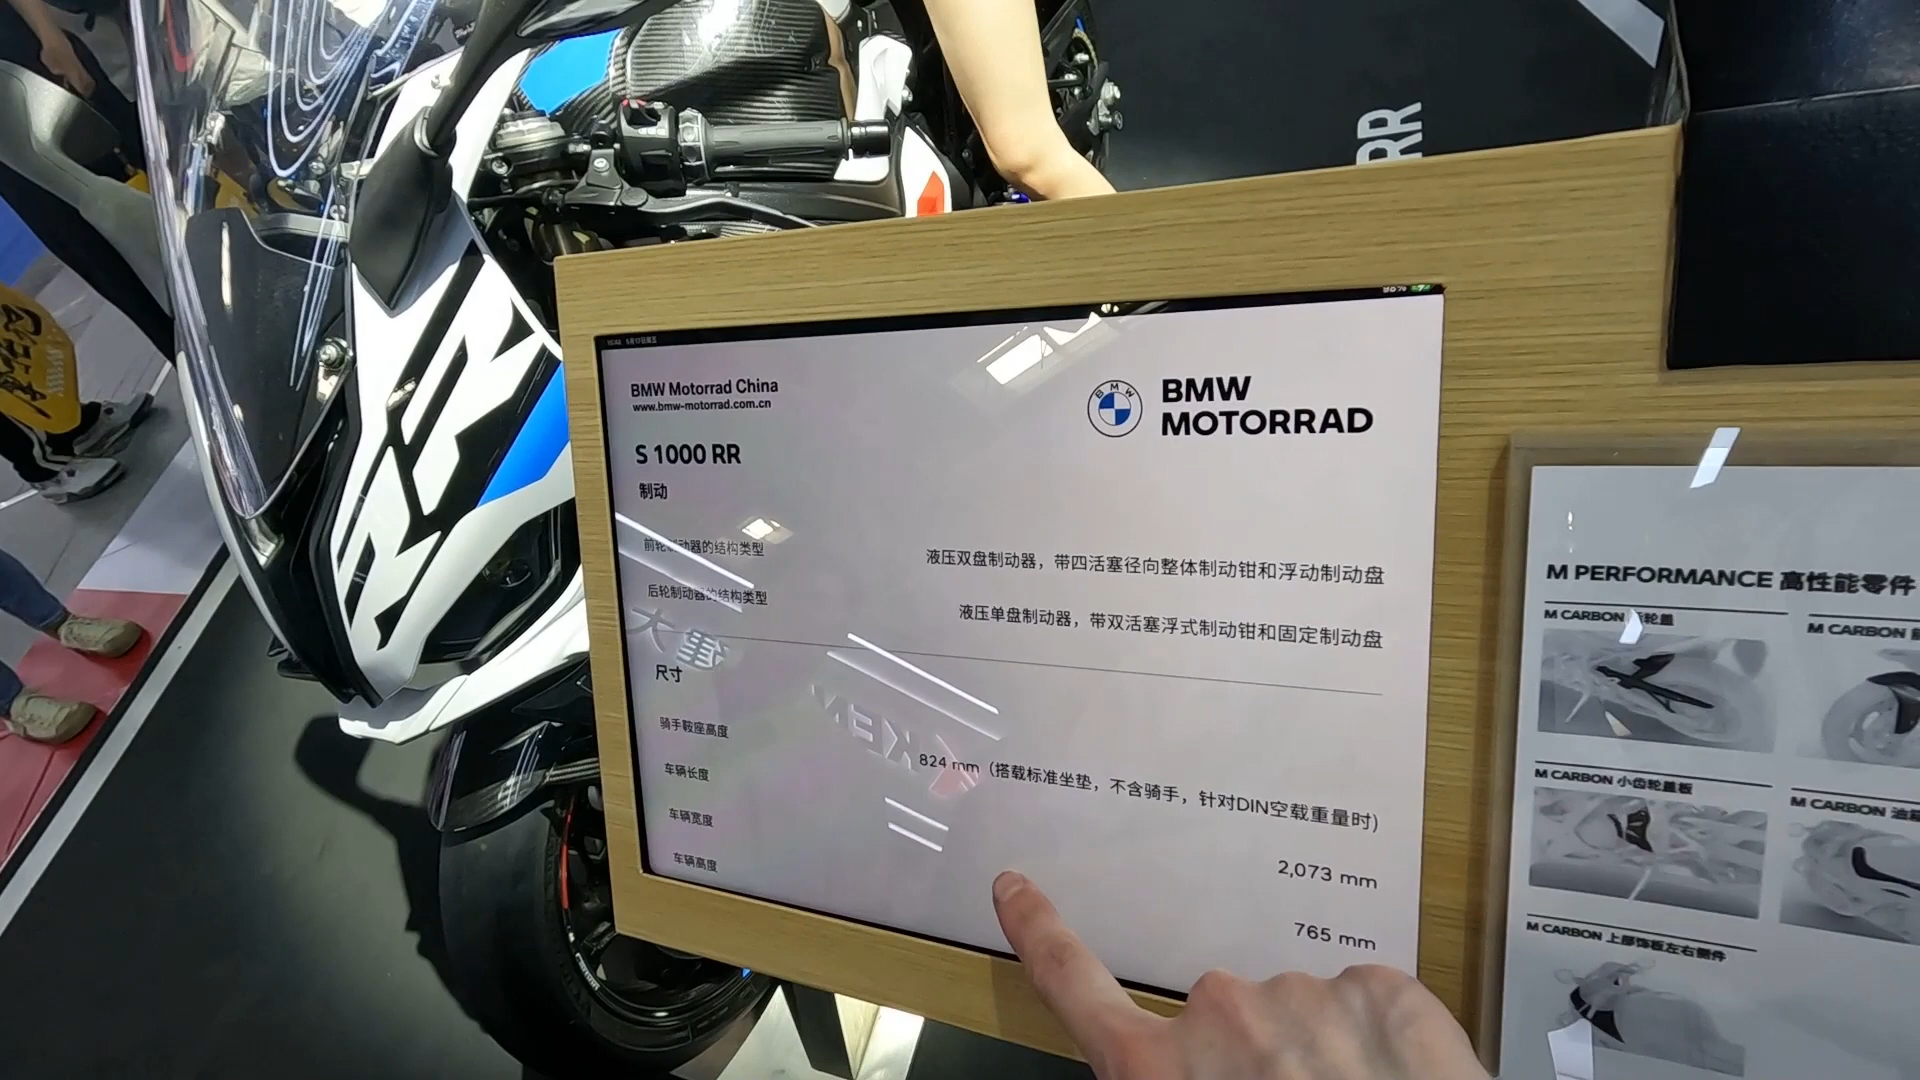 RR
RR
RR
88%
BMW Motorrad China
www.bmw-motorrad.com.cn
BMW
BMW
MOTORRAD
S 1000 RR
制动
前轮制动器的结构类型
液压双盘制动器，带四活塞径向整体制动钳和浮动制动盘
后轮制动器的结构类型
液压单盘制动器，带双活塞浮式制动钳和固定制动盘
尺寸
骑手鞍座高度
824 mm（搭载标准坐垫，不含骑手，针对DIN空载重量时)
车辆长度
2,073 mm
车辆宽度
765 mm
车辆高度
M PERFORMANCE 高性能零件
M CARBON 轮盖
M CARBON
M CARBON 小齿轮盖板
M CARBON 油
M CARBON 上部饰板左右侧件